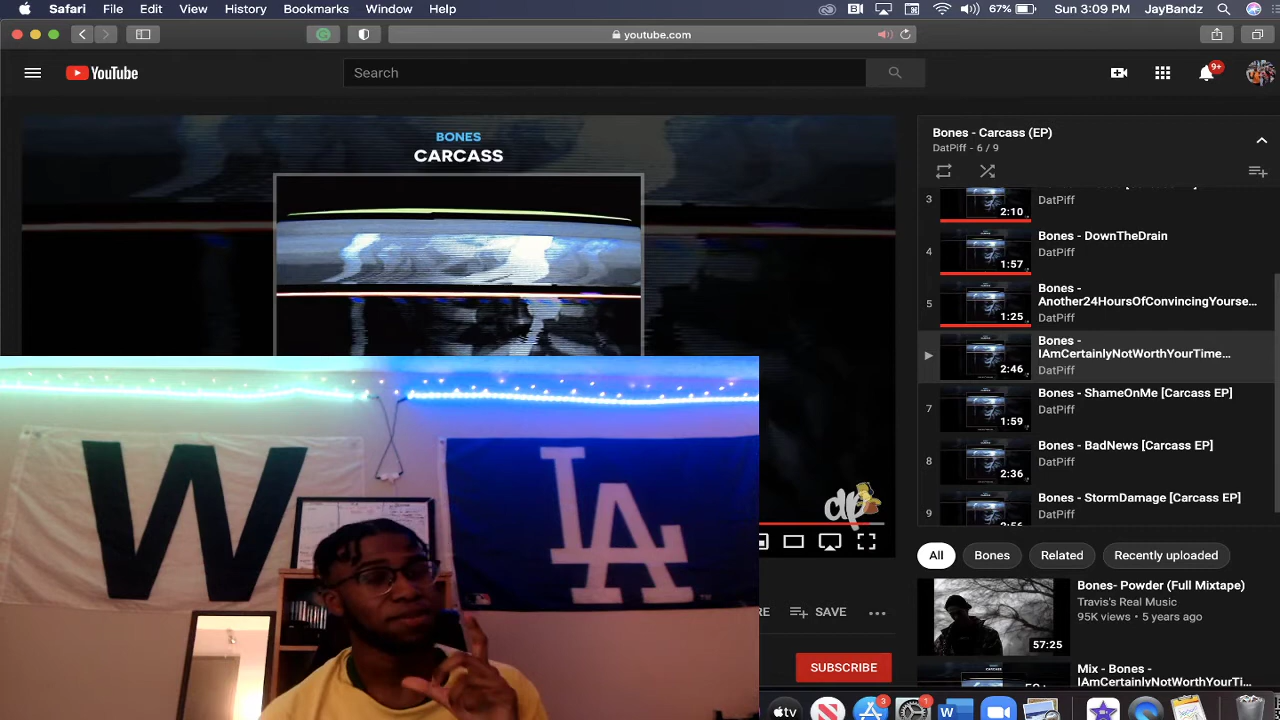 Safari File Edit View History Bookmarks Window Help
67% Sun 3:09 PM JayBandz
youtube.com
YouTube
Search
9+
BONES
CARCASS
Bones - Carcass (EP)
DatPiff - 6 / 9
3
2:10
DatPiff
4
1:57
Bones - DownTheDrain
DatPiff
5
1:25
Bones -
Another24HoursOfConvincingYourse...
DatPiff
2:46
Bones -
IAmCertainlyNotWorthYourTime...
DatPiff
7
1:59
Bones - ShameOnMe [Carcass EP]
DatPiff
8
2:36
Bones - BadNews [Carcass EP]
DatPiff
9
Bones - StormDamage [Carcass EP]
DatPiff
dp
All Bones Related Recently uploaded
57:25
Bones- Powder (Full Mixtape)
Travis's Real Music
95K views • 5 years ago
Mix - Bones -
IAmCertainlyNotWorthYourTi...
RE SAVE
SUBSCRIBE
W
LA
tv
3
1
W